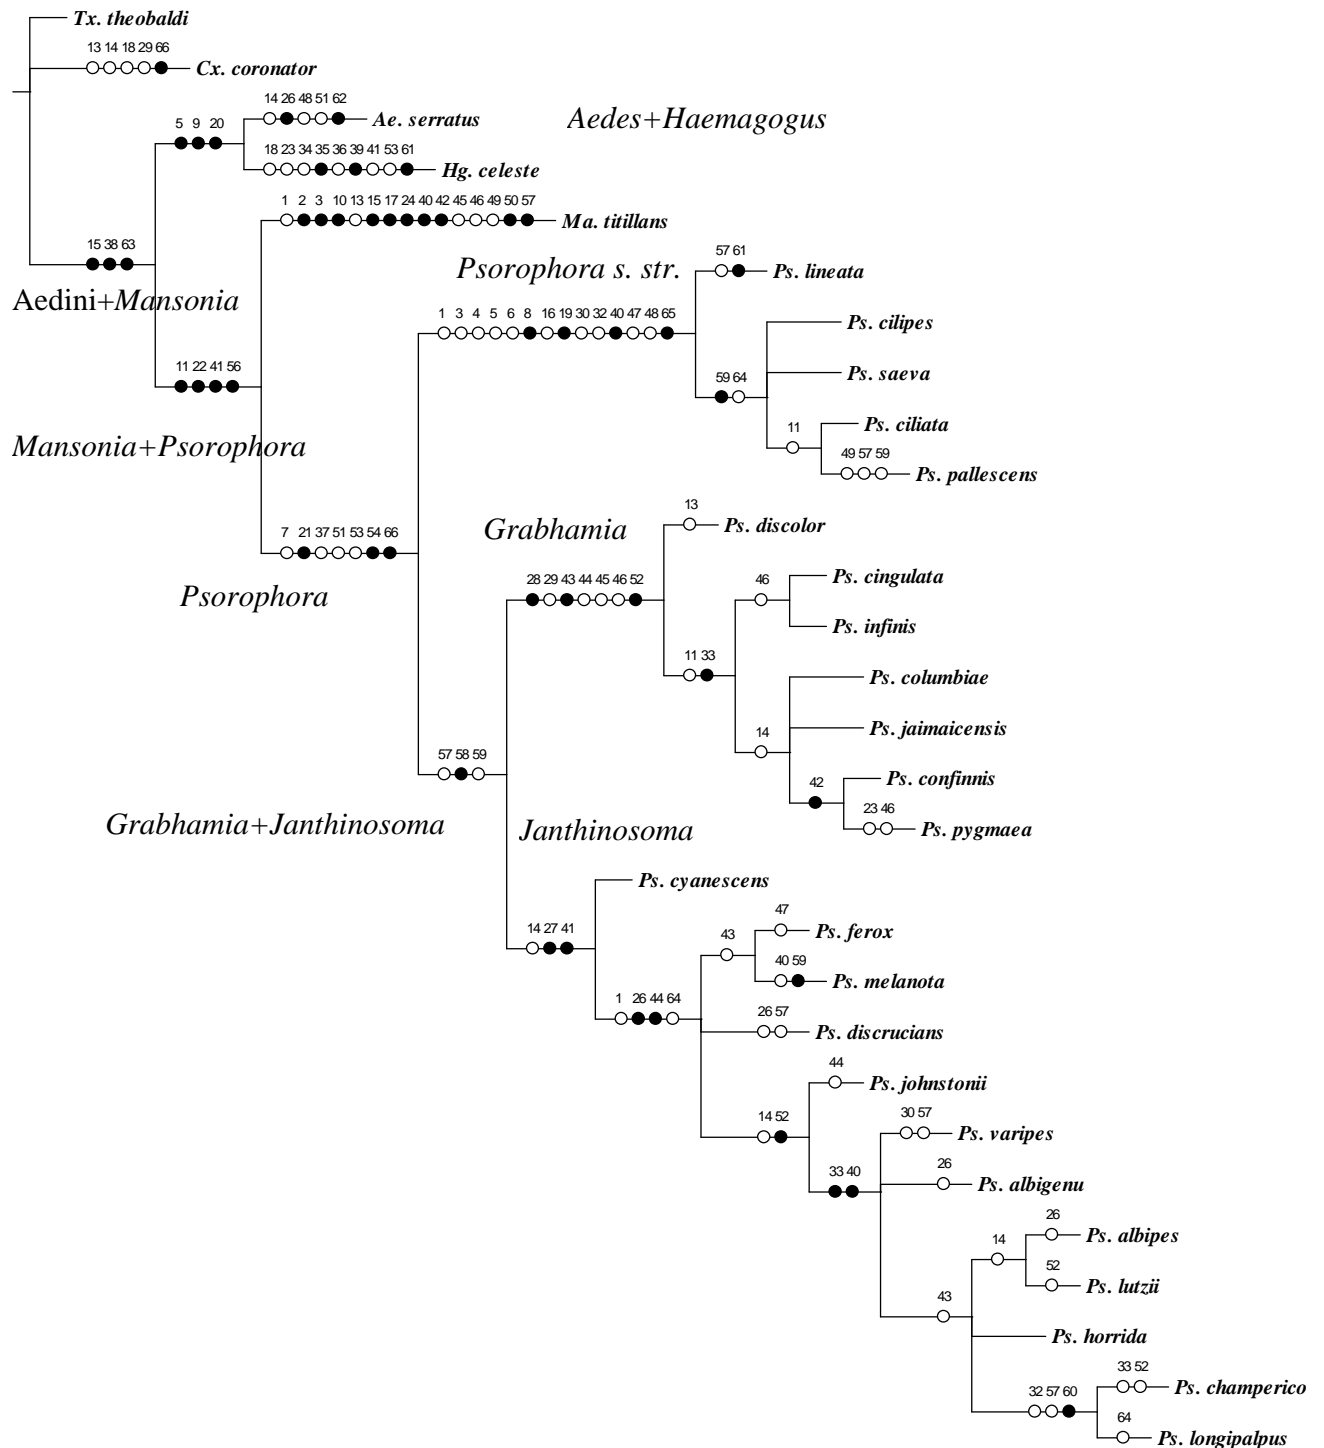 Tx. theobaldi
13 14 18 29 66
Cx. coronator
14 26 48 51 62
Ae. serratus
Aedes+Haemagogus
5 9 20
18 23 34 35 36 39 41 53 61
Hg. celeste
1 2 3 10 13 15 17 24 40 42 45 46 49 50 57
Ma. titillans
15 38 63
Aedini+Mansonia
Psorophora s. str.
57 61
Ps. lineata
1 3 4 5 6 8 16 19 30 32 40 47 48 65
Ps. cilipes
11 22 41 56
59 64
Ps. saeva
11
Ps. ciliata
Mansonia+Psorophora
49 57 59
Ps. pallescens
13
Ps. discolor
Grabhamia
7 21 37 51 53 54 66
Psorophora
28 29 43 44 45 46 52
46
Ps. cingulata
Ps. infinis
11 33
Ps. columbiae
14
Ps. jaimaicensis
57 58 59
42
Ps. confinnis
23 46
Ps. pygmaea
Grabhamia+Janthinosoma
Janthinosoma
Ps. cyanescens
14 27 41
47
Ps. ferox
43
40 59
Ps. melanota
1 26 44 64
26 57
Ps. discrucians
44
Ps. johnstonii
14 52
30 57
Ps. varipes
33 40
26
Ps. albigenu
26
Ps. albipes
14
52
Ps. lutzii
43
Ps. horrida
33 52
Ps. champerico
32 57 60
64
Ps. longipalpus